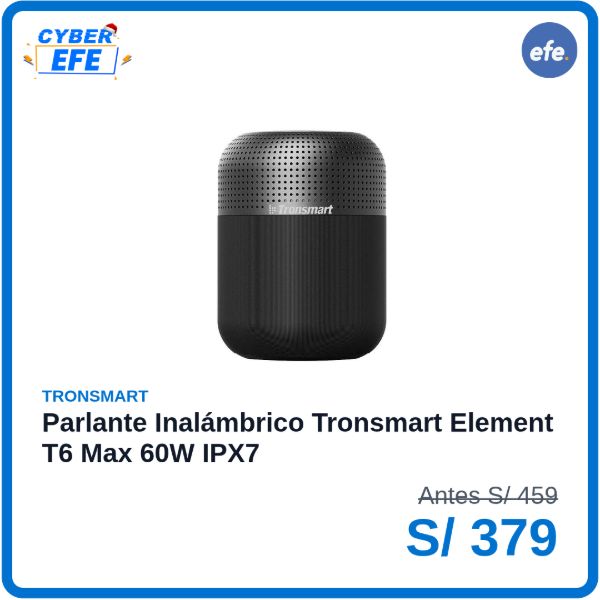 CYBER
EFE
efe.
Tronsmart
TRONSMART
Parlante Inalámbrico Tronsmart Element
T6 Max 60W IPX7
Antes S/ 459
S/ 379